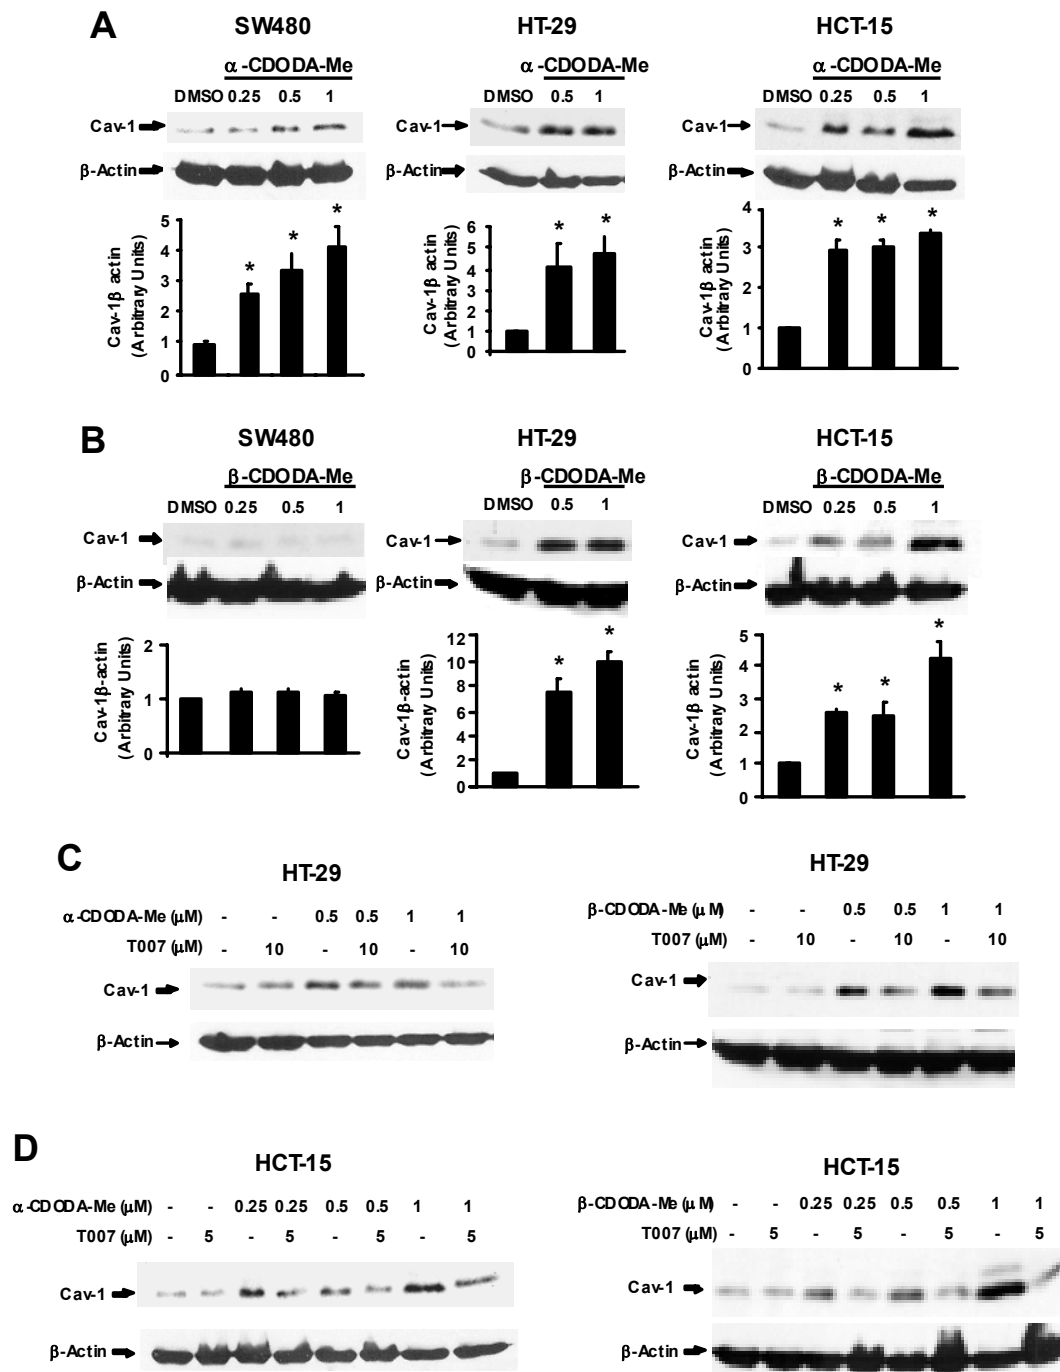 A
SW480
α-CDODA-Me
DMSO 0.25 0.5 1
Cav-1
β-Actin
Cav-1β actin
(Arbitrary Units)
5
4
3
2
1
0
* * *
HT-29
α-CDODA-Me
DMSO 0.5 1
Cav-1
β-Actin
Cav-1β actin
(Arbitrary Units)
6
5
4
3
2
1
0
* *
HCT-15
α-CDODA-Me
DMSO 0.25 0.5 1
Cav-1
β-Actin
Cav-1β actin
(Arbitrary Units)
4
3
2
1
0
* * *
B
SW480
β-CDODA-Me
DMSO 0.25 0.5 1
Cav-1
β-Actin
Cav-1β-actin
(Arbitrary Units)
2
1
0
HT-29
β-CDODA-Me
DMSO 0.5 1
Cav-1
β-Actin
Cav-1β-actin
(Arbitrary Units)
12
10
8
6
4
2
0
* *
HCT-15
β-CDODA-Me
DMSO 0.25 0.5 1
Cav-1
β-Actin
Cav-1β actin
(Arbitrary Units)
5
4
3
2
1
0
* * *
C
HT-29
α-CDODA-Me (μM) - - 0.5 0.5 1 1
T007 (μM) - 10 - 10 - 10
Cav-1
β-Actin
HT-29
β-CDODA-Me (μM) - - 0.5 0.5 1 1
T007 (μM) - 10 - 10 - 10
Cav-1
β-Actin
D
HCT-15
α-CDODA-Me (μM) - - 0.25 0.25 0.5 0.5 1 1
T007 (μM) - 5 - 5 - 5 - 5
Cav-1
β-Actin
HCT-15
β-CDODA-Me (μM) - - 0.25 0.25 0.5 0.5 1 1
T007 (μM) - 5 - 5 - 5 - 5
Cav-1
β-Actin